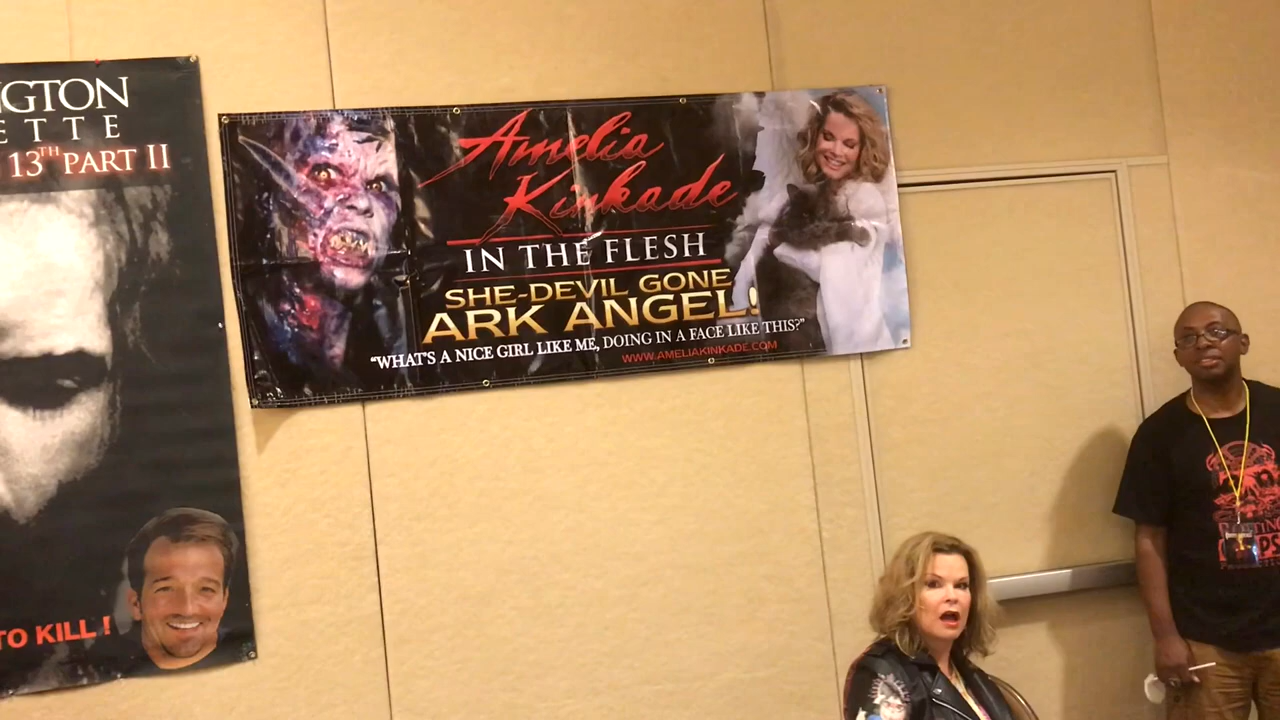 NGTON
ETTE
13TH PART II
TO KILL!
Amelia
Kinkade
IN THE FLESH
SHE-DEVIL GONE
ARK ANGEL!
"WHAT'S A NICE GIRL LIKE ME, DOING IN A FACE LIKE THIS?"
WWW.AMELIAKINKADE.COM